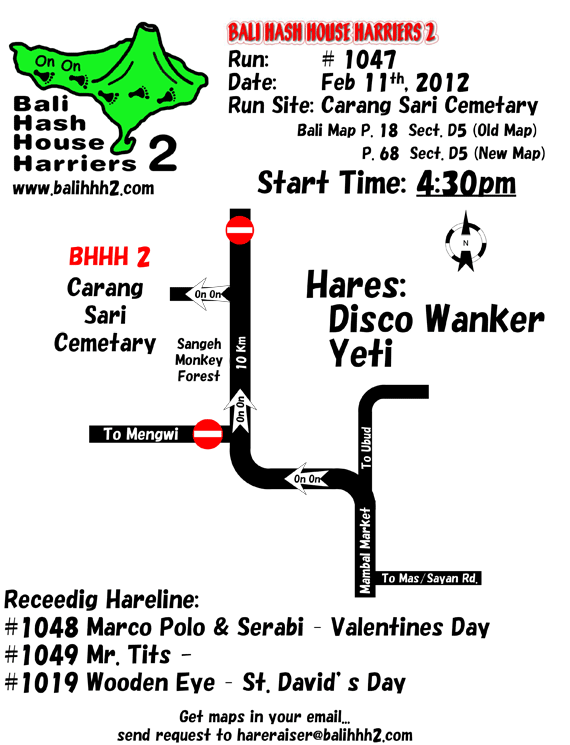 On On
Bali
Hash
House
Harriers 2
www.balihhh2.com
BALI HASH HOUSE HARRIERS 2
Run: # 1047
Date: Feb 11th, 2012
Run Site: Carang Sari Cemetary
Bali Map P. 18 Sect. D5 (Old Map)
P. 68 Sect. D5 (New Map)
Start Time: 4:30pm
N
BHHH 2
Carang
Sari
Cemetary
On On
Hares:
Disco Wanker
Yeti
Sangeh
Monkey
Forest
10 Km
On On
To Mengwi
To Ubud
On On
Mambal Market
To Mas/Sayan Rd.
Receedig Hareline:
#1048 Marco Polo & Serabi - Valentines Day
#1049 Mr. Tits -
#1019 Wooden Eye - St. David's Day
Get maps in your email...
send request to hareraiser@balihhh2.com